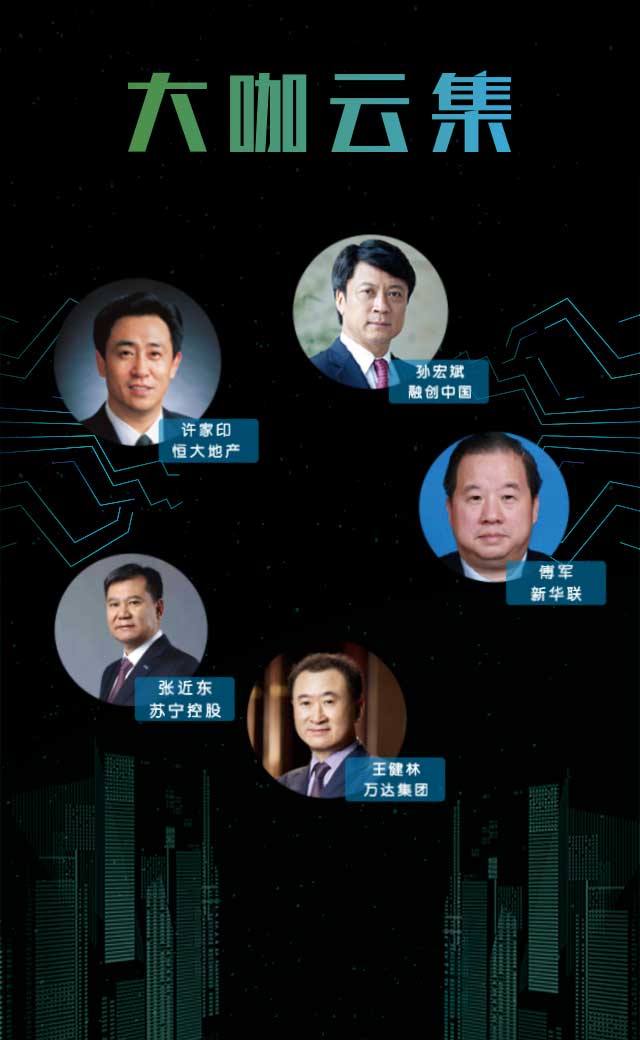 大咖云集
孙宏斌
融创中国
许家印
恒大地产
傅军
新华联
张近东
苏宁控股
王健林
万达集团